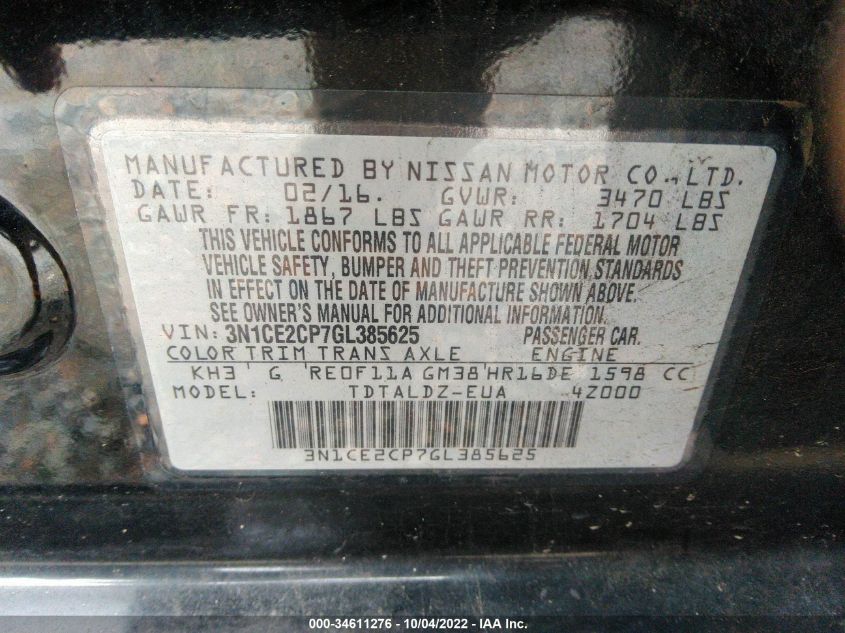 MANUFACTURED BY NISSAN MOTOR CO.,LTD.
DATE: 02/16. GVWR: 3470 LBS
GAWR FR: 1867 LBS GAWR RR: 1704 LBS
THIS VEHICLE CONFORMS TO ALL APPLICABLE FEDERAL MOTOR
VEHICLE SAFETY, BUMPER AND THEFT PREVENTION STANDARDS
IN EFFECT ON THE DATE OF MANUFACTURE SHOWN ABOVE.
SEE OWNER'S MANUAL FOR ADDITIONAL INFORMATION.
VIN: 3N1CE2CP7GL385625 PASSENGER CAR.
COLOR TRIM TRANS AXLE ENGINE
KH3 G RE0F11A GM38 HR16DE 1598 CC
MODEL: TDTALDZ-EUA 4Z000
3N1CE2CP7GL385625
000-34611276 - 10/04/2022 - IAA Inc.